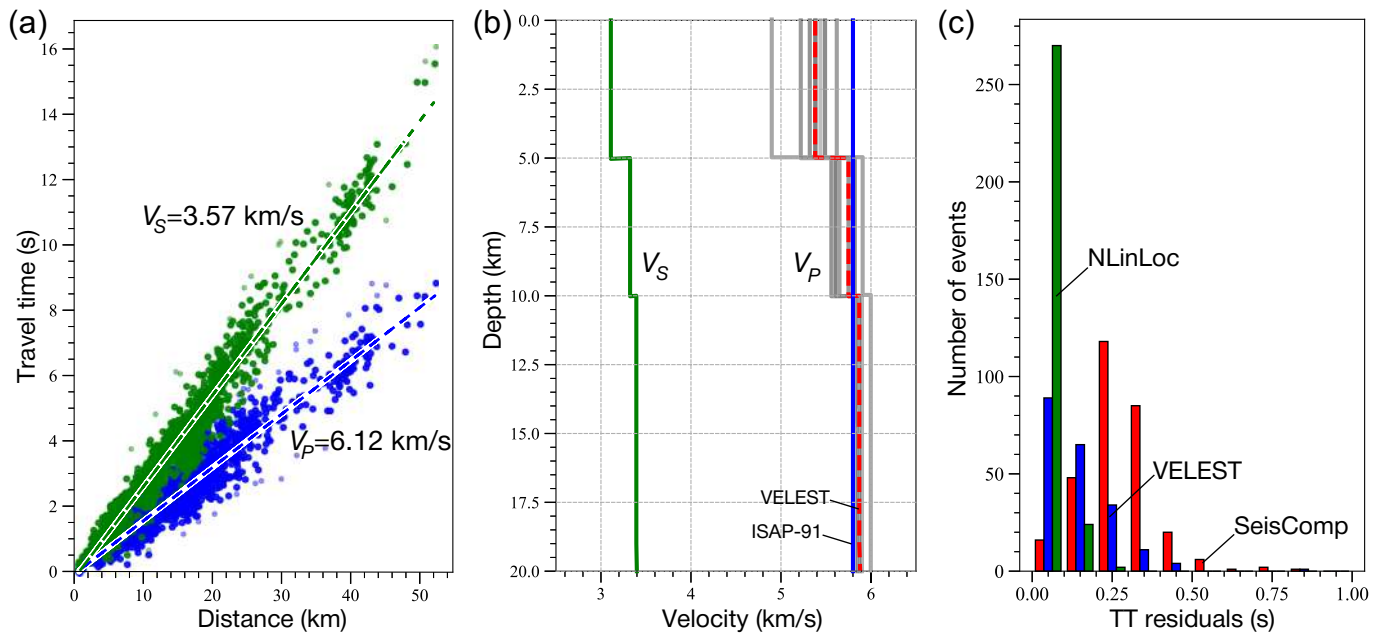 (a)
16
14
12
10
8
6
4
2
0
Travel time (s)
V_S=3.57 km/s
V_P=6.12 km/s
0
10
20
30
40
50
Distance (km)
(b)
0.0
2.5
5.0
7.5
10.0
12.5
15.0
17.5
20.0
Depth (km)
V_S
V_P
VELEST
ISAP-91
3
4
5
6
Velocity (km/s)
(c)
250
200
150
100
50
0
Number of events
NLinLoc
VELEST
SeisComp
0.00
0.25
0.50
0.75
1.00
TT residuals (s)